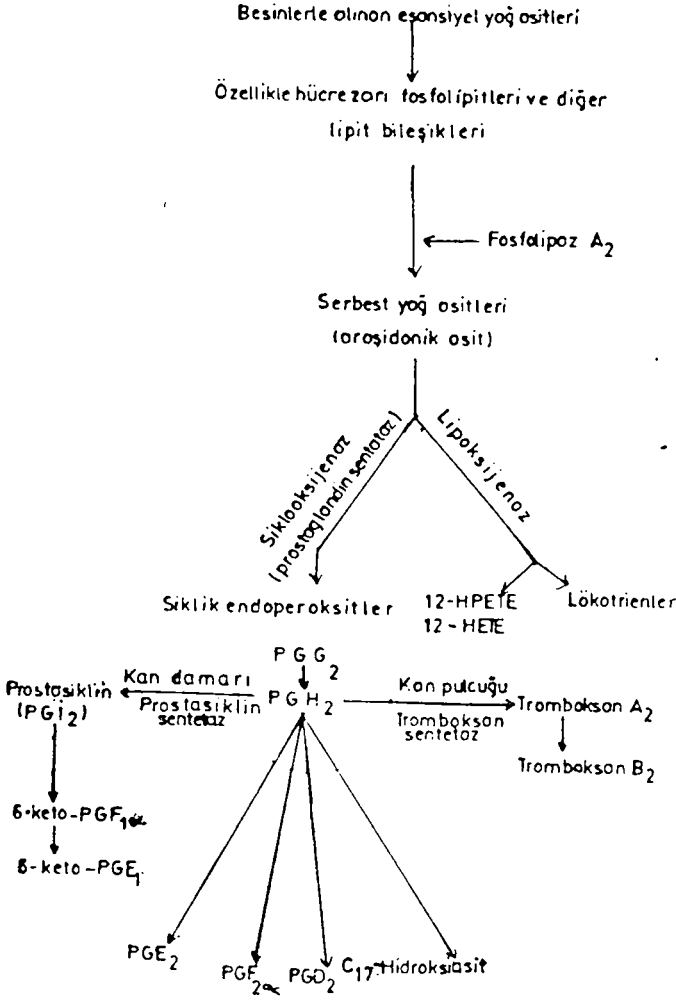 Besinlerle alınan esansiyel yağ asitleri
Özellikle hücre zarı fosfolipitleri ve diğer
lipit bileşikleri
Fosfolipaz A2
Serbest yağ asitleri
(araşidonik asit)
Siklooksijenaz
(prostaglandin sentetaz)
Lipoksijenaz
Siklik endoperoksitler
12-HPETE
12-HETE
Lökotrienler
PGG2
Kan damarı
Prostasiklin
(PGİ2)
Prostasiklin
sentetaz
PGH2
Kan pulcuğu
Tromboksan
sentetaz
Tromboksan A2
Tromboksan B2
6-keto-PGF1α
6-keto-PGE1
PGE2
PGF2α
PGD2
C17-Hidroksiasit